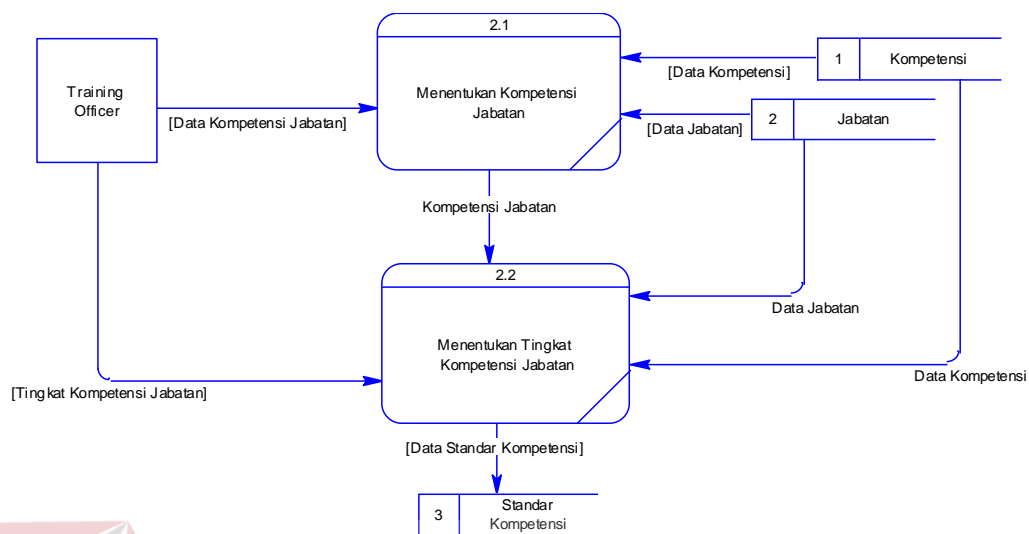 2.1
1
Kompetensi
[Data Kompetensi]
Training
Officer
Menentukan Kompetensi
Jabatan
[Data Kompetensi Jabatan]
[Data Jabatan]
2
Jabatan
Kompetensi Jabatan
2.2
Data Jabatan
Menentukan Tingkat
Kompetensi Jabatan
Data Kompetensi
[Tingkat Kompetensi Jabatan]
[Data Standar Kompetensi]
3
Standar
Kompetensi